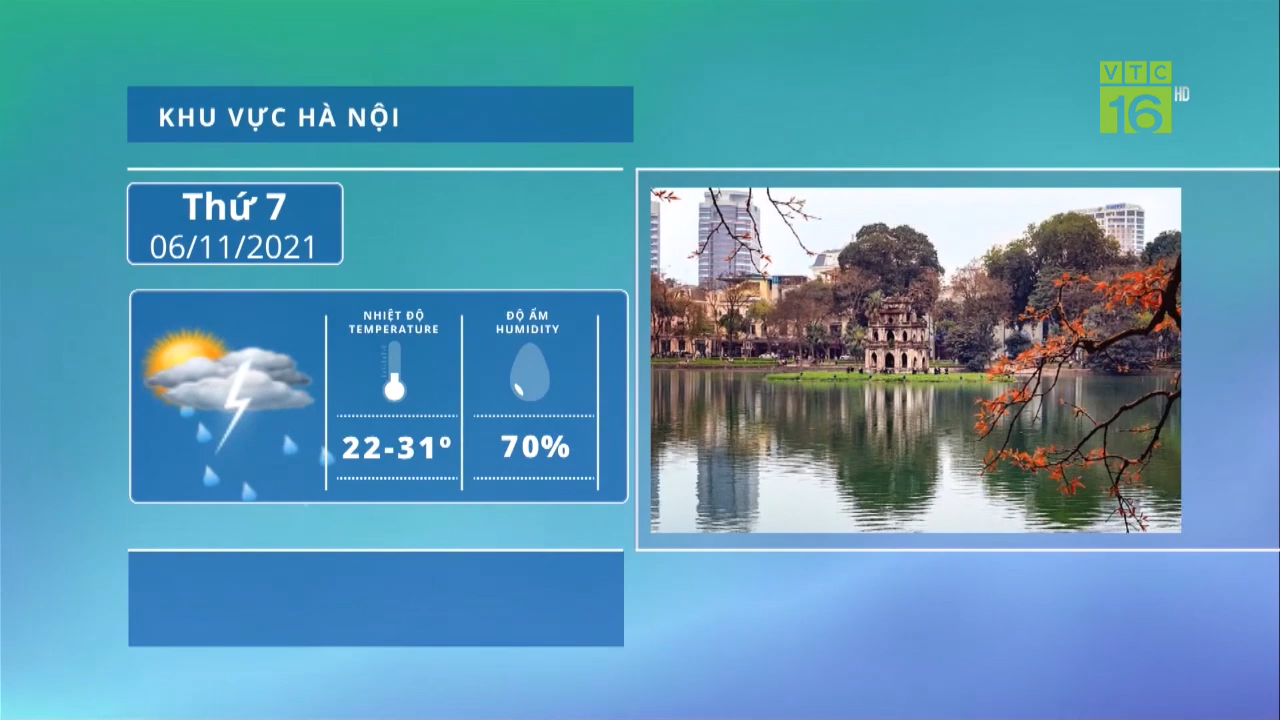 KHU VỰC HÀ NỘI
VTC
16
HD
Thứ 7
06/11/2021
NHIỆT ĐỘ
TEMPERATURE
ĐỘ ẨM
HUMIDITY
22-31º
70%